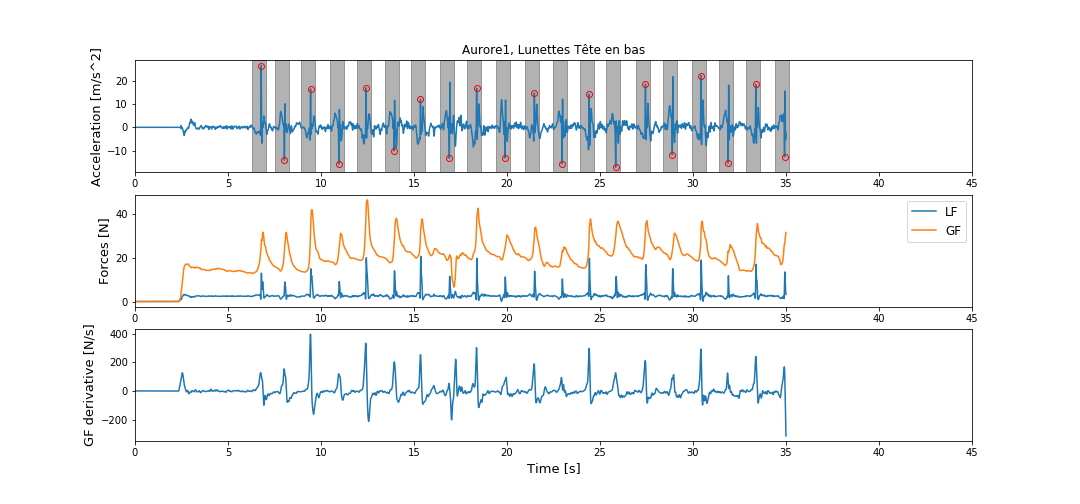 Aurore1, Lunettes Tête en bas
Acceleration [m/s^2]
20
10
0
−10
0 5 10 15 20 25 30 35 40 45
Forces [N]
40
20
0
LF
GF
0 5 10 15 20 25 30 35 40 45
GF derivative [N/s]
400
200
0
−200
0 5 10 15 20 25 30 35 40 45
Time [s]